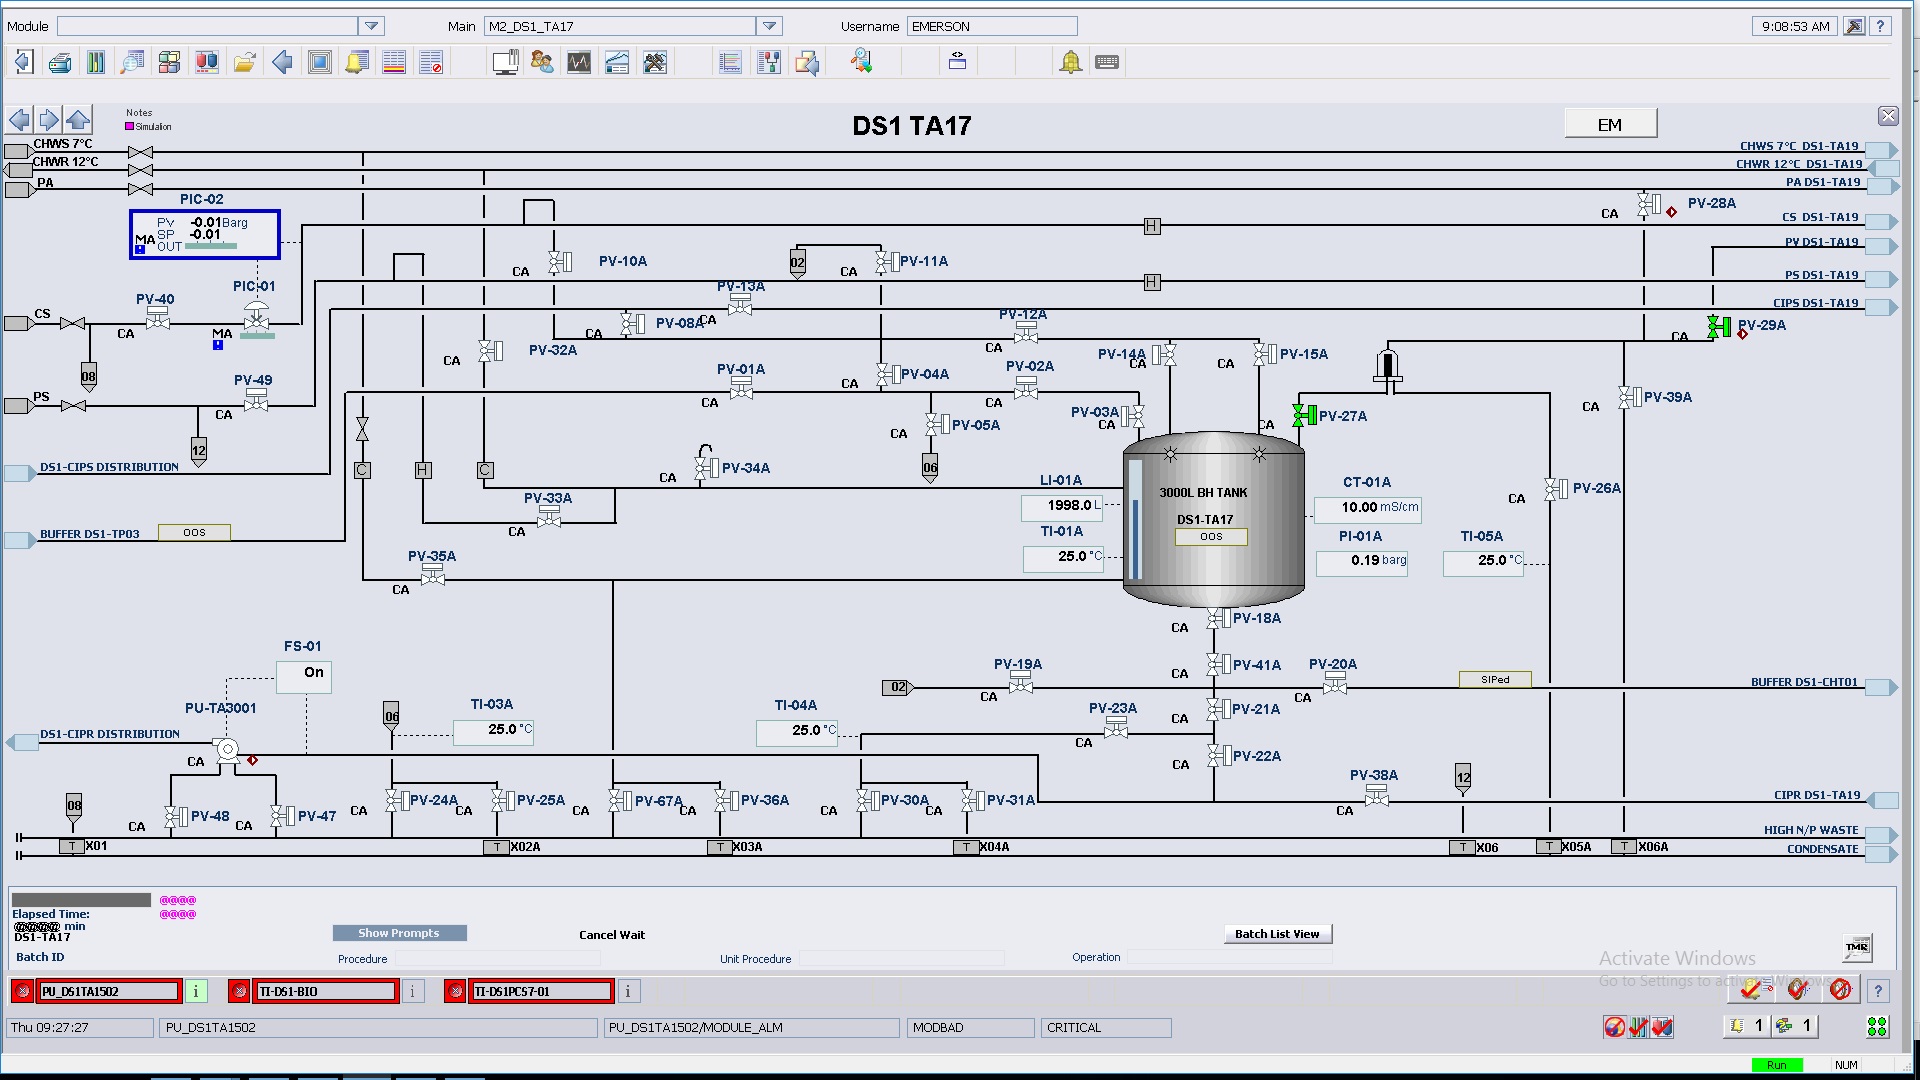 Module
Main M2_DS1_TA17
Username EMERSON
9:08:53 AM
?
Notes
Simulation
DS1 TA17
EM
CHWS 7°C
CHWS 7°C DS1-TA19
CHWR 12°C
CHWR 12°C DS1-TA19
PA
PA DS1-TA19
PIC-02
PV -0.01 Barg
SP -0.01
MA OUT
PV-28A
CA
CS DS1-TA19
H
PV DS1-TA19
PV-10A
CA
02
CA
PV-11A
PS DS1-TA19
H
PIC-01
PV-13A
PV-40
CIPS DS1-TA19
CS
CA
MA
PV-08A
CA
CA
PV-12A
CA
PV-29A
CA
PV-32A
CA
PV-14A
CA
PV-15A
CA
08
PV-49
PV-01A
CA
PV-04A
CA
PV-02A
CA
PS
CA
PV-39A
CA
PV-03A
CA
PV-27A
CA
PV-05A
CA
12
DS1-CIPS DISTRIBUTION
C
H
C
PV-34A
CA
06
LI-01A
1998.0 L
3000L BH TANK
DS1-TA17
OOS
CT-01A
10.00 mS/cm
PV-26A
CA
PV-33A
CA
BUFFER DS1-TP03
OOS
TI-01A
25.0 °C
PI-01A
0.19 barg
TI-05A
25.0 °C
PV-35A
CA
PV-18A
CA
FS-01
On
PV-19A
CA
PV-41A
CA
PV-20A
CA
SIPed
02
BUFFER DS1-CHT01
PU-TA3001
06
TI-03A
25.0 °C
TI-04A
25.0 °C
PV-23A
CA
PV-21A
CA
DS1-CIPR DISTRIBUTION
CA
PV-22A
CA
PV-38A
CA
12
CIPR DS1-TA19
08
PV-48
CA
PV-47
CA
PV-24A
CA
PV-25A
CA
PV-67A
CA
PV-36A
CA
PV-30A
CA
PV-31A
CA
HIGH N/P WASTE
T X01
T X02A
T X03A
T X04A
T X06
T X05A
T X06A
CONDENSATE
@@@@
Elapsed Time: @@@@
@@@@ min
DS1-TA17
Show Prompts
Cancel Wait
Batch List View
TMR
Batch ID
Procedure
Unit Procedure
Operation
Activate Windows
Go to Settings to activate Windows.
PU_DS1TA1502 i
TI-DS1-BIO i
TI-DS1PCS7-01 i
?
Thu 09:27:27
PU_DS1TA1502
PU_DS1TA1502/MODULE_ALM
MODBAD
CRITICAL
1
1
Run
NUM